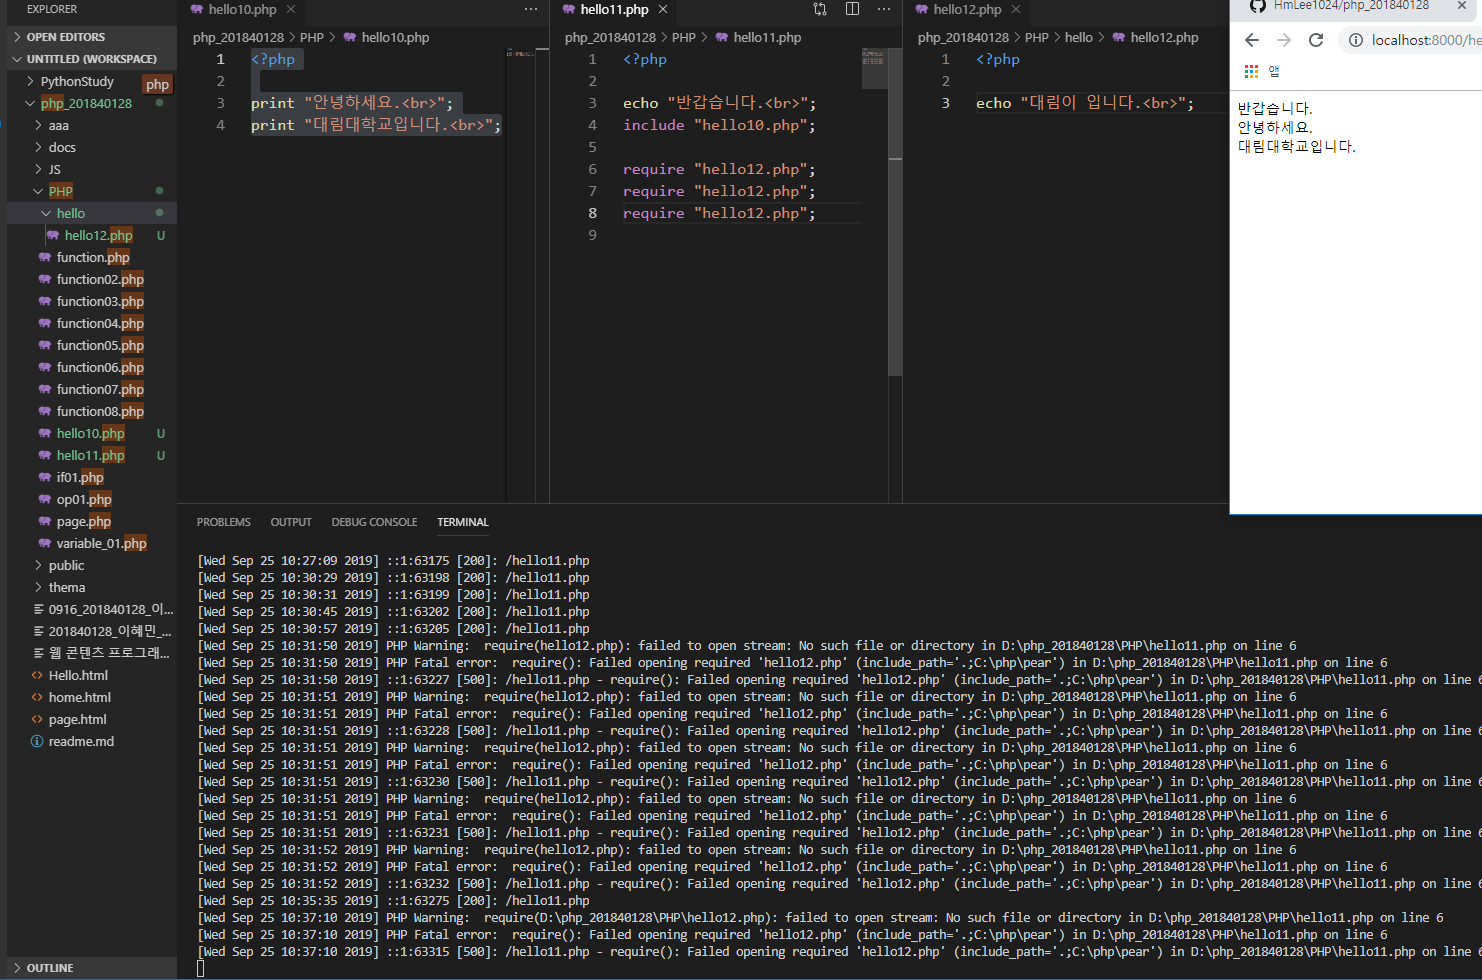 EXPLORER
OPEN EDITORS
UNTITLED (WORKSPACE)
PythonStudy
php
php_201840128
aaa
docs
JS
PHP
hello
hello12.php U
function.php
function02.php
function03.php
function04.php
function05.php
function06.php
function07.php
function08.php
hello10.php U
hello11.php U
if01.php
op01.php
page.php
variable_01.php
public
thema
0916_201840128_이...
201840128_이혜민_...
웹 콘텐츠 프로그래...
Hello.html
home.html
page.html
readme.md
OUTLINE
hello10.php
php_201840128 > PHP > hello10.php
1 <?php
2
3 print "안녕하세요.<br>";
4 print "대림대학교입니다.<br>";
hello11.php
php_201840128 > PHP > hello11.php
1 <?php
2
3 echo "반갑습니다.<br>";
4 include "hello10.php";
5
6 require "hello12.php";
7 require "hello12.php";
8 require "hello12.php";
9
hello12.php
php_201840128 > PHP > hello > hello12.php
1 <?php
2
3 echo "대림이 입니다.<br>";
HmLee1024/php_201840128
localhost:8000/he
앱
반갑습니다.
안녕하세요.
대림대학교입니다.
PROBLEMS OUTPUT DEBUG CONSOLE TERMINAL
[Wed Sep 25 10:27:09 2019] ::1:63175 [200]: /hello11.php
[Wed Sep 25 10:30:29 2019] ::1:63198 [200]: /hello11.php
[Wed Sep 25 10:30:31 2019] ::1:63199 [200]: /hello11.php
[Wed Sep 25 10:30:45 2019] ::1:63202 [200]: /hello11.php
[Wed Sep 25 10:30:57 2019] ::1:63205 [200]: /hello11.php
[Wed Sep 25 10:31:50 2019] PHP Warning:  require(hello12.php): failed to open stream: No such file or directory in D:\php_201840128\PHP\hello11.php on line 6
[Wed Sep 25 10:31:50 2019] PHP Fatal error:  require(): Failed opening required 'hello12.php' (include_path='.;C:\php\pear') in D:\php_201840128\PHP\hello11.php on line 6
[Wed Sep 25 10:31:50 2019] ::1:63227 [500]: /hello11.php - require(): Failed opening required 'hello12.php' (include_path='.;C:\php\pear') in D:\php_201840128\PHP\hello11.php on line 6
[Wed Sep 25 10:31:51 2019] PHP Warning:  require(hello12.php): failed to open stream: No such file or directory in D:\php_201840128\PHP\hello11.php on line 6
[Wed Sep 25 10:31:51 2019] PHP Fatal error:  require(): Failed opening required 'hello12.php' (include_path='.;C:\php\pear') in D:\php_201840128\PHP\hello11.php on line 6
[Wed Sep 25 10:31:51 2019] ::1:63228 [500]: /hello11.php - require(): Failed opening required 'hello12.php' (include_path='.;C:\php\pear') in D:\php_201840128\PHP\hello11.php on line 6
[Wed Sep 25 10:31:51 2019] PHP Warning:  require(hello12.php): failed to open stream: No such file or directory in D:\php_201840128\PHP\hello11.php on line 6
[Wed Sep 25 10:31:51 2019] PHP Fatal error:  require(): Failed opening required 'hello12.php' (include_path='.;C:\php\pear') in D:\php_201840128\PHP\hello11.php on line 6
[Wed Sep 25 10:31:51 2019] ::1:63230 [500]: /hello11.php - require(): Failed opening required 'hello12.php' (include_path='.;C:\php\pear') in D:\php_201840128\PHP\hello11.php on line 6
[Wed Sep 25 10:31:51 2019] PHP Warning:  require(hello12.php): failed to open stream: No such file or directory in D:\php_201840128\PHP\hello11.php on line 6
[Wed Sep 25 10:31:51 2019] PHP Fatal error:  require(): Failed opening required 'hello12.php' (include_path='.;C:\php\pear') in D:\php_201840128\PHP\hello11.php on line 6
[Wed Sep 25 10:31:51 2019] ::1:63231 [500]: /hello11.php - require(): Failed opening required 'hello12.php' (include_path='.;C:\php\pear') in D:\php_201840128\PHP\hello11.php on line 6
[Wed Sep 25 10:31:52 2019] PHP Warning:  require(hello12.php): failed to open stream: No such file or directory in D:\php_201840128\PHP\hello11.php on line 6
[Wed Sep 25 10:31:52 2019] PHP Fatal error:  require(): Failed opening required 'hello12.php' (include_path='.;C:\php\pear') in D:\php_201840128\PHP\hello11.php on line 6
[Wed Sep 25 10:31:52 2019] ::1:63232 [500]: /hello11.php - require(): Failed opening required 'hello12.php' (include_path='.;C:\php\pear') in D:\php_201840128\PHP\hello11.php on line 6
[Wed Sep 25 10:35:35 2019] ::1:63275 [200]: /hello11.php
[Wed Sep 25 10:37:10 2019] PHP Warning:  require(D:\php_201840128\PHP\hello12.php): failed to open stream: No such file or directory in D:\php_201840128\PHP\hello11.php on line 6
[Wed Sep 25 10:37:10 2019] PHP Fatal error:  require(): Failed opening required 'hello12.php' (include_path='.;C:\php\pear') in D:\php_201840128\PHP\hello11.php on line 6
[Wed Sep 25 10:37:10 2019] ::1:63315 [500]: /hello11.php - require(): Failed opening required 'hello12.php' (include_path='.;C:\php\pear') in D:\php_201840128\PHP\hello11.php on line 6